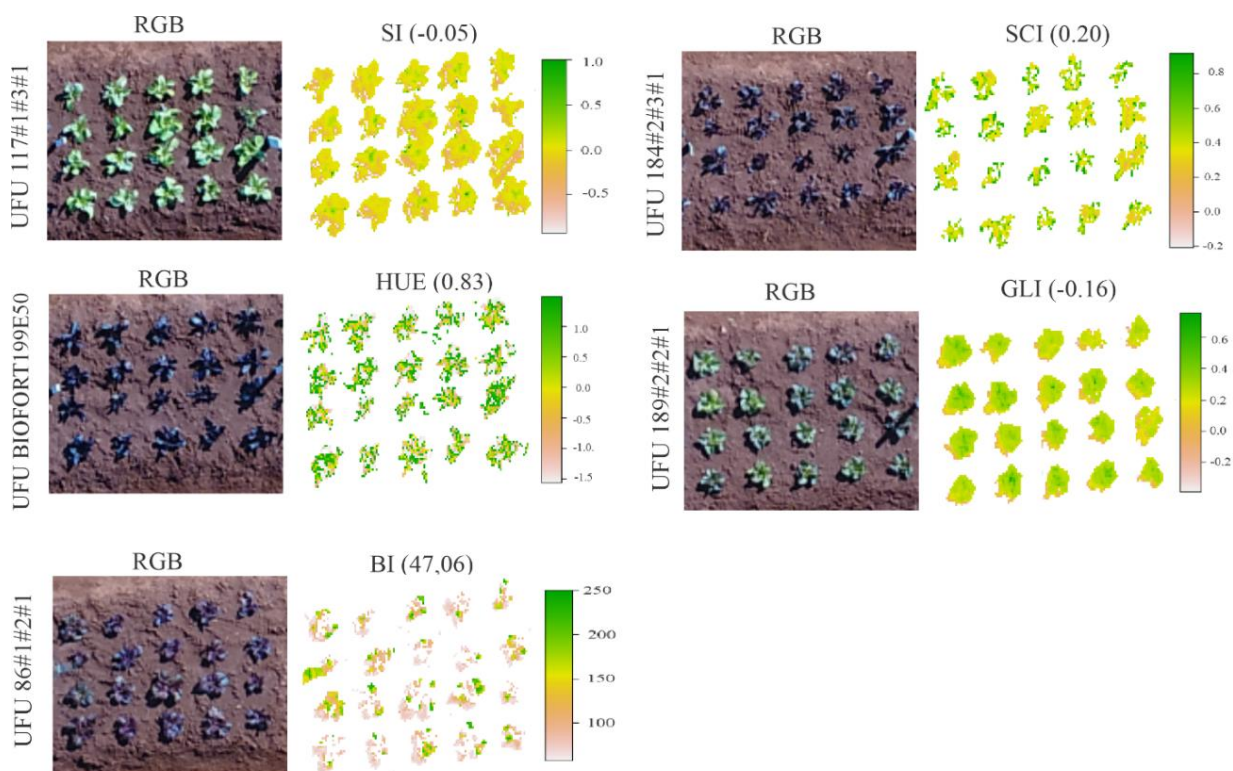 RGB
SI (-0.05)
UFU 117#1#3#1
1.0
0.5
0.0
-0.5
RGB
SCI (0.20)
UFU 184#2#3#1
0.8
0.6
0.4
0.2
0.0
-0.2
RGB
HUE (0.83)
UFU BIOFORT199E50
1.0
0.5
0.0
-0.5
-1.0.
-1.5
RGB
GLI (-0.16)
UFU 189#2#2#1
0.6
0.4
0.2
0.0
-0.2
RGB
BI (47,06)
UFU 86#1#2#1
250
200
150
100